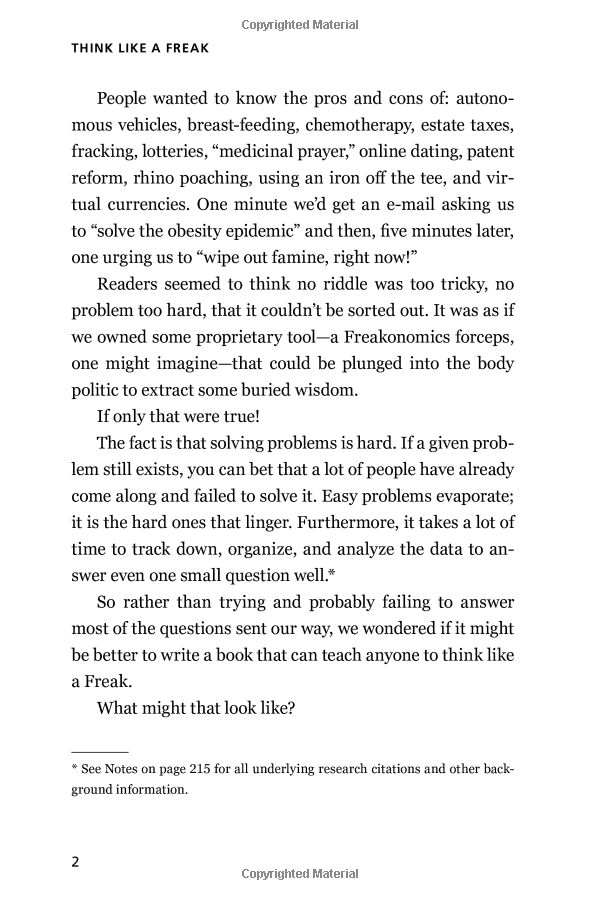 Copyrighted Material
THINK LIKE A FREAK
People wanted to know the pros and cons of: autono-
mous vehicles, breast-feeding, chemotherapy, estate taxes,
fracking, lotteries, “medicinal prayer,” online dating, patent
reform, rhino poaching, using an iron off the tee, and vir-
tual currencies. One minute we’d get an e-mail asking us
to “solve the obesity epidemic” and then, five minutes later,
one urging us to “wipe out famine, right now!”
Readers seemed to think no riddle was too tricky, no
problem too hard, that it couldn’t be sorted out. It was as if
we owned some proprietary tool—a Freakonomics forceps,
one might imagine—that could be plunged into the body
politic to extract some buried wisdom.
If only that were true!
The fact is that solving problems is hard. If a given prob-
lem still exists, you can bet that a lot of people have already
come along and failed to solve it. Easy problems evaporate;
it is the hard ones that linger. Furthermore, it takes a lot of
time to track down, organize, and analyze the data to an-
swer even one small question well.*
So rather than trying and probably failing to answer
most of the questions sent our way, we wondered if it might
be better to write a book that can teach anyone to think like
a Freak.
What might that look like?
* See Notes on page 215 for all underlying research citations and other back-
ground information.
2
Copyrighted Material